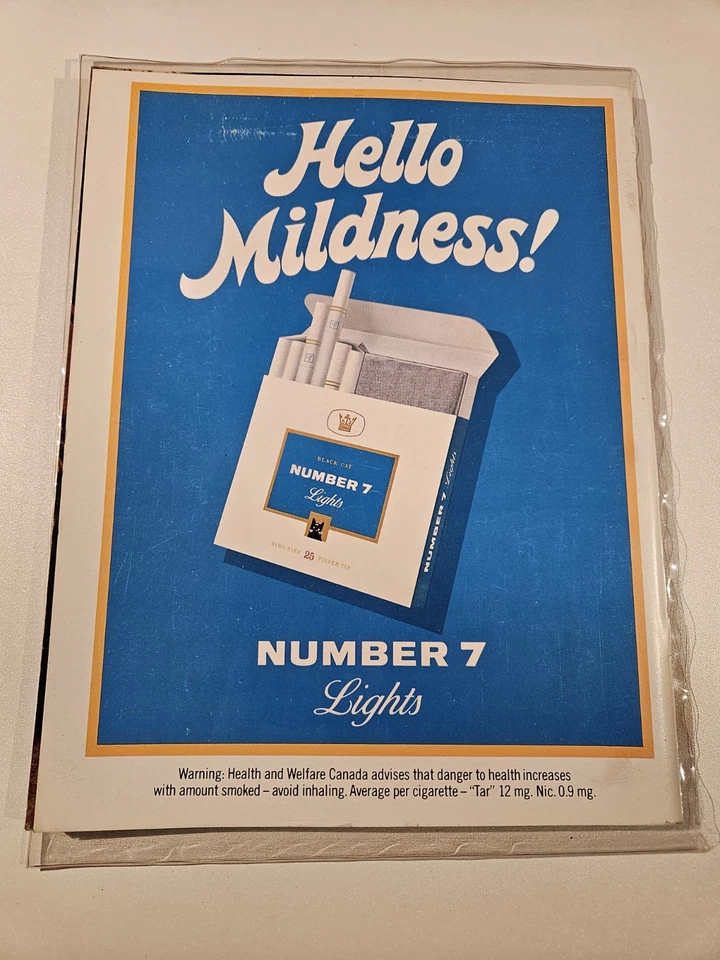 Hello
Mildness!
BLACK CAT
NUMBER 7
Lights
KING SIZE 25 FILTER TIP
NUMBER 7 Lights
NUMBER 7
Lights
Warning: Health and Welfare Canada advises that danger to health increases
with amount smoked – avoid inhaling. Average per cigarette – “Tar” 12 mg. Nic. 0.9 mg.